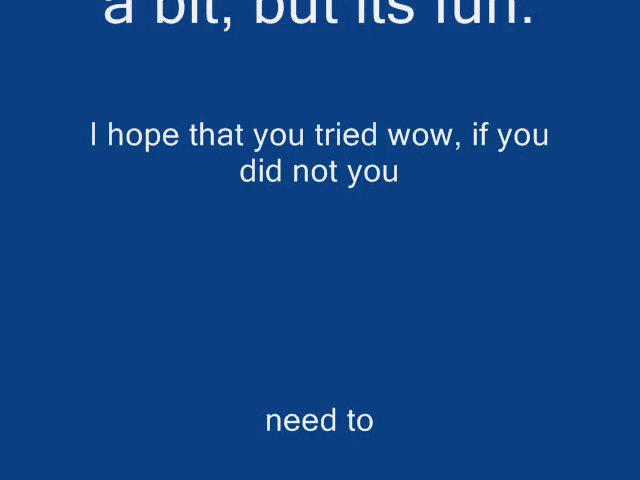 a bit, but its fun.
I hope that you tried wow, if you
did not you
need to